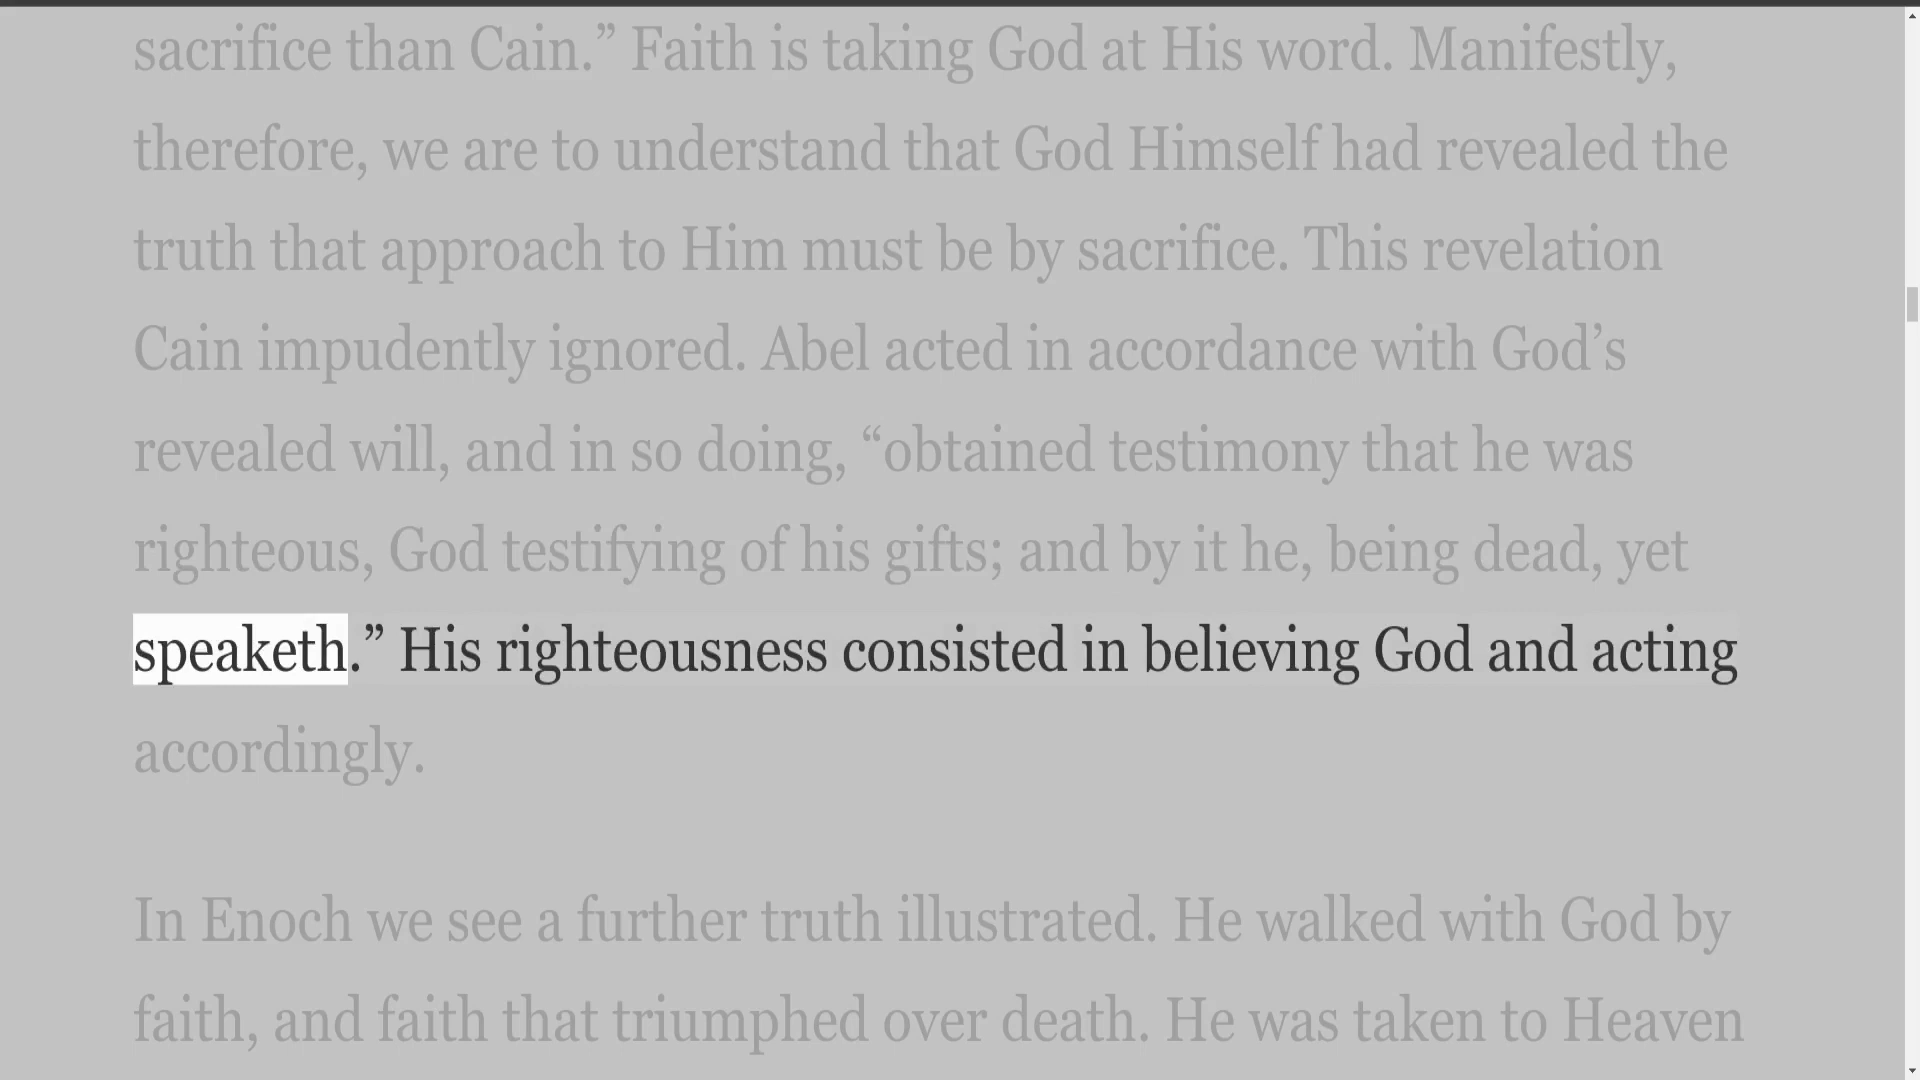 sacrifice than Cain.” Faith is taking God at His word. Manifestly,
therefore, we are to understand that God Himself had revealed the
truth that approach to Him must be by sacrifice. This revelation
Cain impudently ignored. Abel acted in accordance with God’s
revealed will, and in so doing, “obtained testimony that he was
righteous, God testifying of his gifts; and by it he, being dead, yet
speaketh.” His righteousness consisted in believing God and acting
accordingly.
In Enoch we see a further truth illustrated. He walked with God by
faith, and faith that triumphed over death. He was taken to Heaven